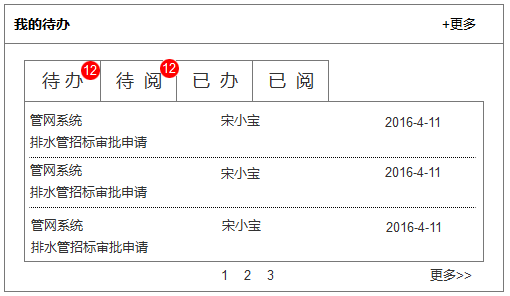 我的待办 +更多
待办 12 待阅 12 已办 已阅
管网系统 宋小宝 2016-4-11
排水管招标审批申请
管网系统 宋小宝 2016-4-11
排水管招标审批申请
管网系统 宋小宝 2016-4-11
排水管招标审批申请
1 2 3 更多>>